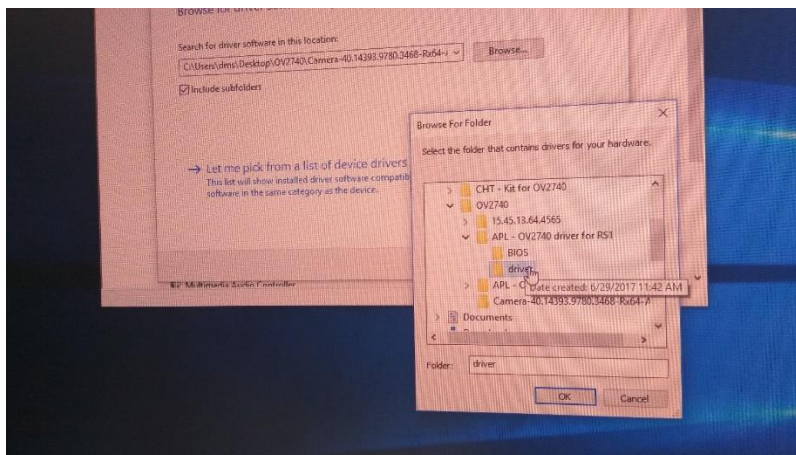 Browse for driver
Search for driver software in this location:
C:\Users\dms\Desktop\OV2740\Camera-40.14393.9780.3468-Rx64-A
Browse...
Include subfolders
→ Let me pick from a list of device drivers
This list will show installed driver software compatib
software in the same category as the device.
Multimedia Audio Controller
Browse For Folder
Select the folder that contains drivers for your hardware.
CHT - Kit for OV2740
OV2740
15.45.13.64.4565
APL - OV2740 driver for RS1
BIOS
driver
APL - O
Date created: 6/29/2017 11:42 AM
Camera-40.14393.9780.3468-Rx64-A
Documents
Folder: driver
OK Cancel